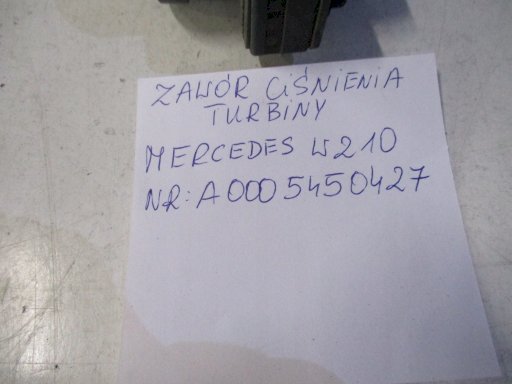 ZAWÓR CiŚNiENiA
TURBiNY
MERCEDES W210
NR: A0005450427